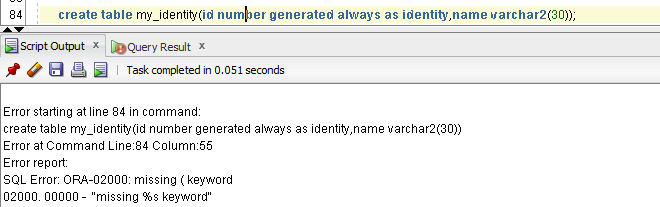 84 create table my_identity(id number generated always as identity,name varchar2(30));
Script Output x Query Result x
Task completed in 0.051 seconds
Error starting at line 84 in command:
create table my_identity(id number generated always as identity,name varchar2(30))
Error at Command Line:84 Column:55
Error report:
SQL Error: ORA-02000: missing ( keyword
02000. 00000 - "missing %s keyword"